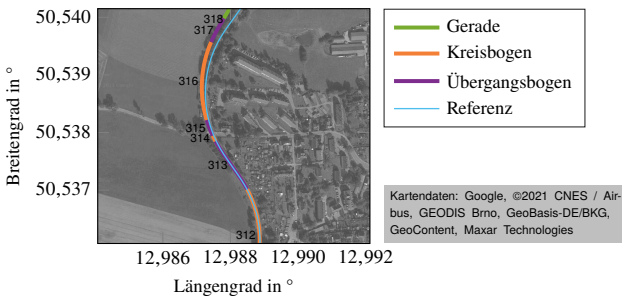 50,540
50,539
50,538
50,537
Breitengrad in °
318
317
316
315
314
313
312
12,986 12,988 12,990 12,992
Längengrad in °
Gerade
Kreisbogen
Übergangsbogen
Referenz
Kartendaten: Google, ©2021 CNES / Air-
bus, GEODIS Brno, GeoBasis-DE/BKG,
GeoContent, Maxar Technologies